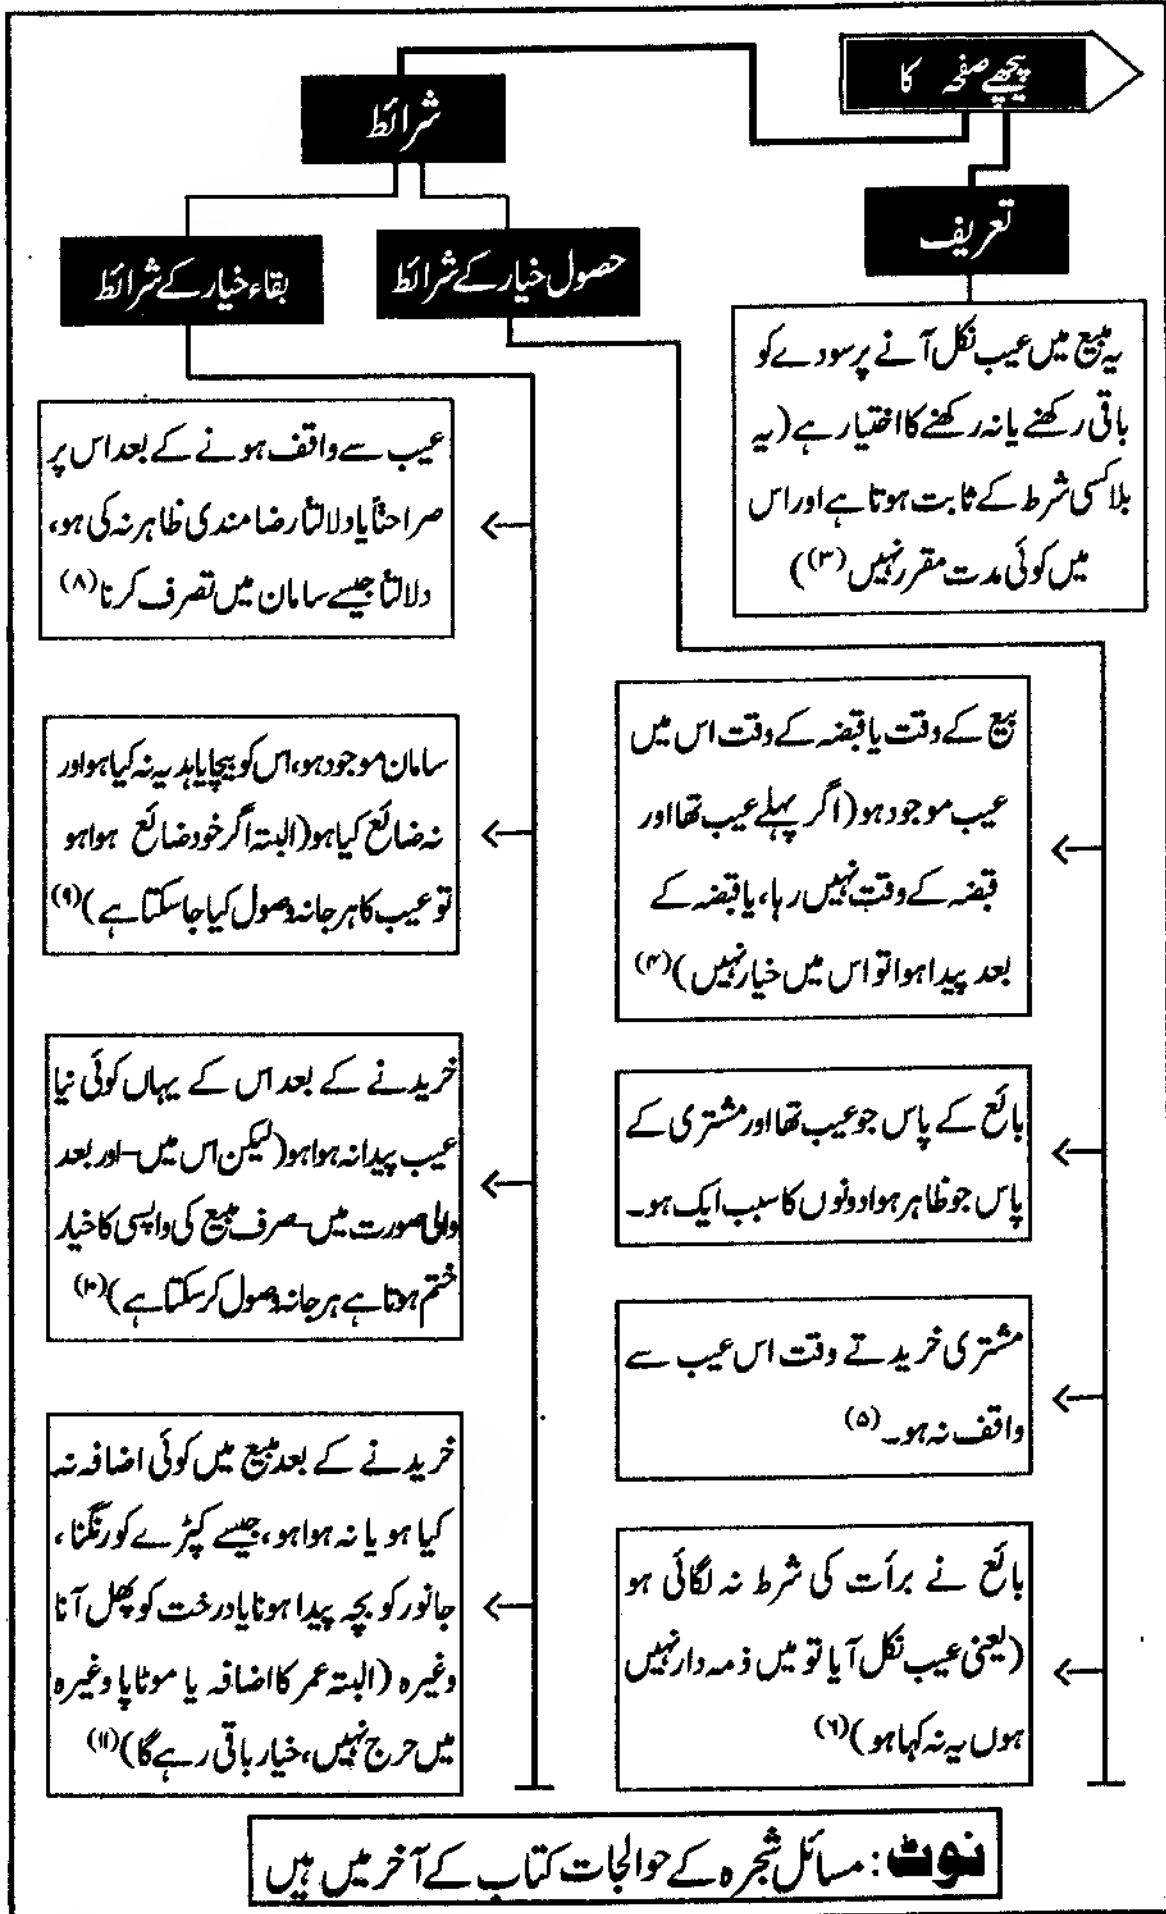 پیچھے صفحہ کا
شرائط
تعریف
حصول خیار کے شرائط
بقاء خیار کے شرائط
یہ مبیع میں عیب نکل آنے پر سودے کو
باقی رکھنے یا نہ رکھنے کا اختیار ہے (یہ
بلا کسی شرط کے ثابت ہوتا ہے اور اس
میں کوئی مدت مقرر نہیں (۳))
بیع کے وقت یا قبضہ کے وقت اس میں
عیب موجود ہو (اگر پہلے عیب تھا اور
قبضہ کے وقت نہیں رہا، یا قبضہ کے
بعد پیدا ہوا تو اس میں خیار نہیں) (۴)
بائع کے پاس جو عیب تھا اور مشتری کے
پاس جو ظاہر ہوا دونوں کا سبب ایک ہو۔
مشتری خریدتے وقت اس عیب سے
واقف نہ ہو۔ (۵)
بائع نے برأت کی شرط نہ لگائی ہو
(یعنی عیب نکل آیا تو میں ذمہ دار نہیں
ہوں یہ نہ کہا ہو) (۶)
عیب سے واقف ہونے کے بعد اس پر
صراحتاً یا دلالتاً رضامندی ظاہر نہ کی ہو،
دلالتاً جیسے سامان میں تصرف کرنا (۸)
سامان موجود ہو، اس کو بیچا یا ہدیہ نہ کیا ہو اور
نہ ضائع کیا ہو (البتہ اگر خود ضائع ہوا ہو
تو عیب کا ہرجانہ وصول کیا جا سکتا ہے) (۹)
خریدنے کے بعد اس کے یہاں کوئی نیا
عیب پیدا نہ ہوا ہو (لیکن اس میں - اور بعد
والی صورت میں - صرف مبیع کی واپسی کا خیار
ختم ہوتا ہے ہرجانہ وصول کر سکتا ہے) (۱۰)
خریدنے کے بعد مبیع میں کوئی اضافہ نہ
کیا ہو یا نہ ہوا ہو، جیسے کپڑے کو رنگنا،
جانور کو بچہ پیدا ہونا یا درخت کو پھل آنا
وغیرہ (البتہ عمر کا اضافہ یا موٹاپا وغیرہ
میں حرج نہیں، خیار باقی رہے گا) (۱۱)
نوٹ: مسائل شجرہ کے حوالجات کتاب کے آخر میں ہیں